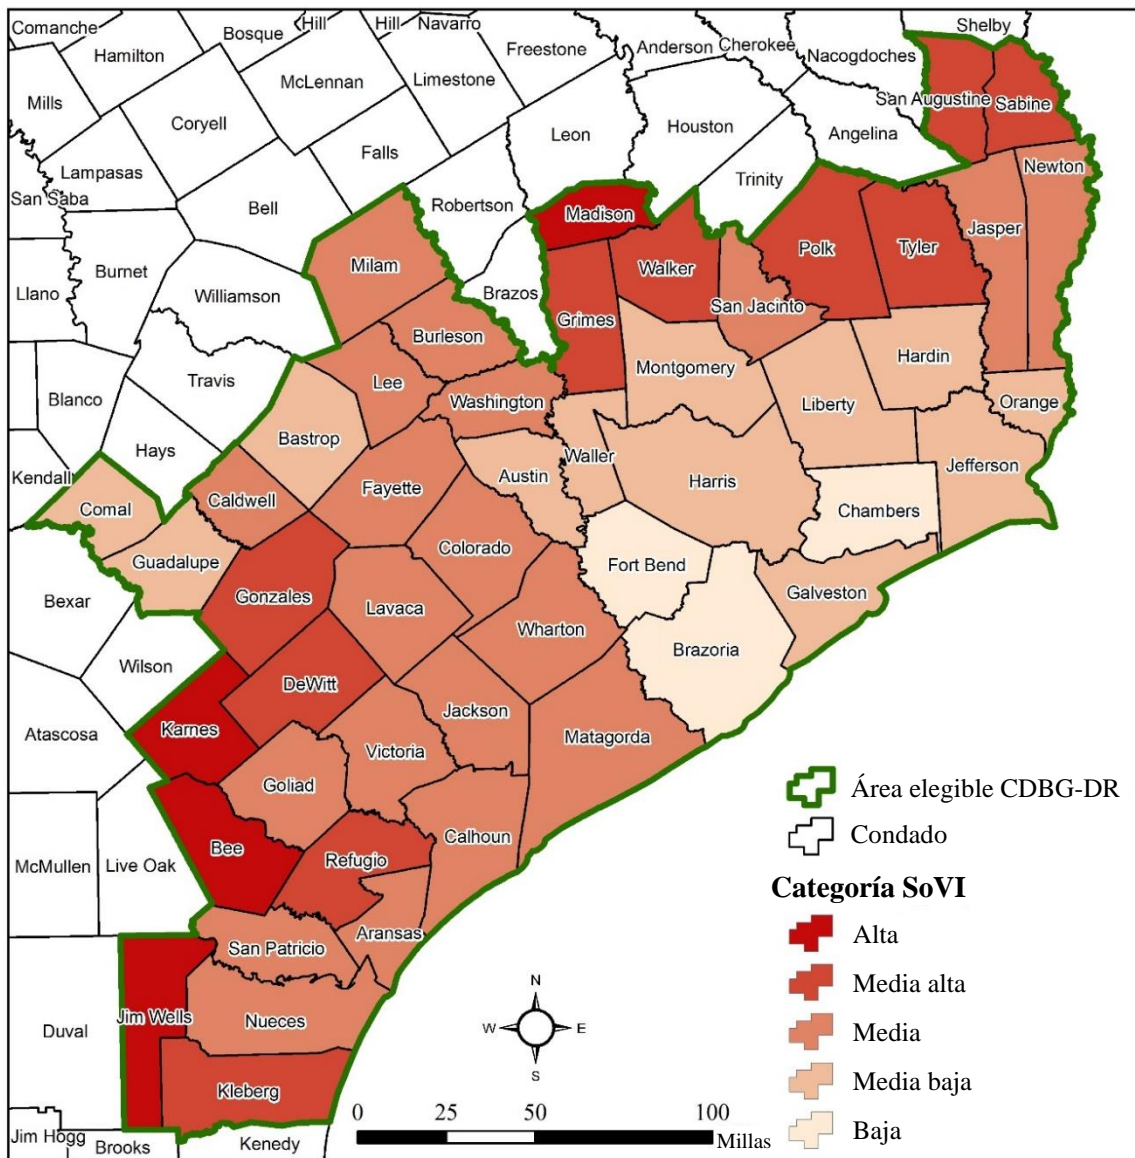 Comanche
Hamilton
Bosque
Hill
Hill
Navarro
Freestone
Anderson
Cherokee
Nacogdoches
Shelby
Mills
McLennan
Limestone
San Augustine
Sabine
Coryell
Leon
Houston
Angelina
Lampasas
Falls
Trinity
Newton
San Saba
Bell
Robertson
Madison
Jasper
Burnet
Milam
Walker
Polk
Tyler
Llano
Williamson
Brazos
San Jacinto
Grimes
Burleson
Blanco
Travis
Lee
Montgomery
Hardin
Washington
Liberty
Orange
Kendall
Hays
Bastrop
Austin
Waller
Harris
Jefferson
Comal
Caldwell
Fayette
Chambers
Guadalupe
Colorado
Fort Bend
Bexar
Gonzales
Lavaca
Galveston
Wharton
Brazoria
Wilson
DeWitt
Karnes
Jackson
Atascosa
Victoria
Matagorda
Goliad
McMullen
Live Oak
Bee
Refugio
Calhoun
San Patricio
Aransas
Duval
Jim Wells
Nueces
Kleberg
Jim Hogg
Brooks
Kenedy
N
W
E
S
0 25 50 100
Millas
Área elegible CDBG-DR
Condado
Categoría SoVI
Alta
Media alta
Media
Media baja
Baja